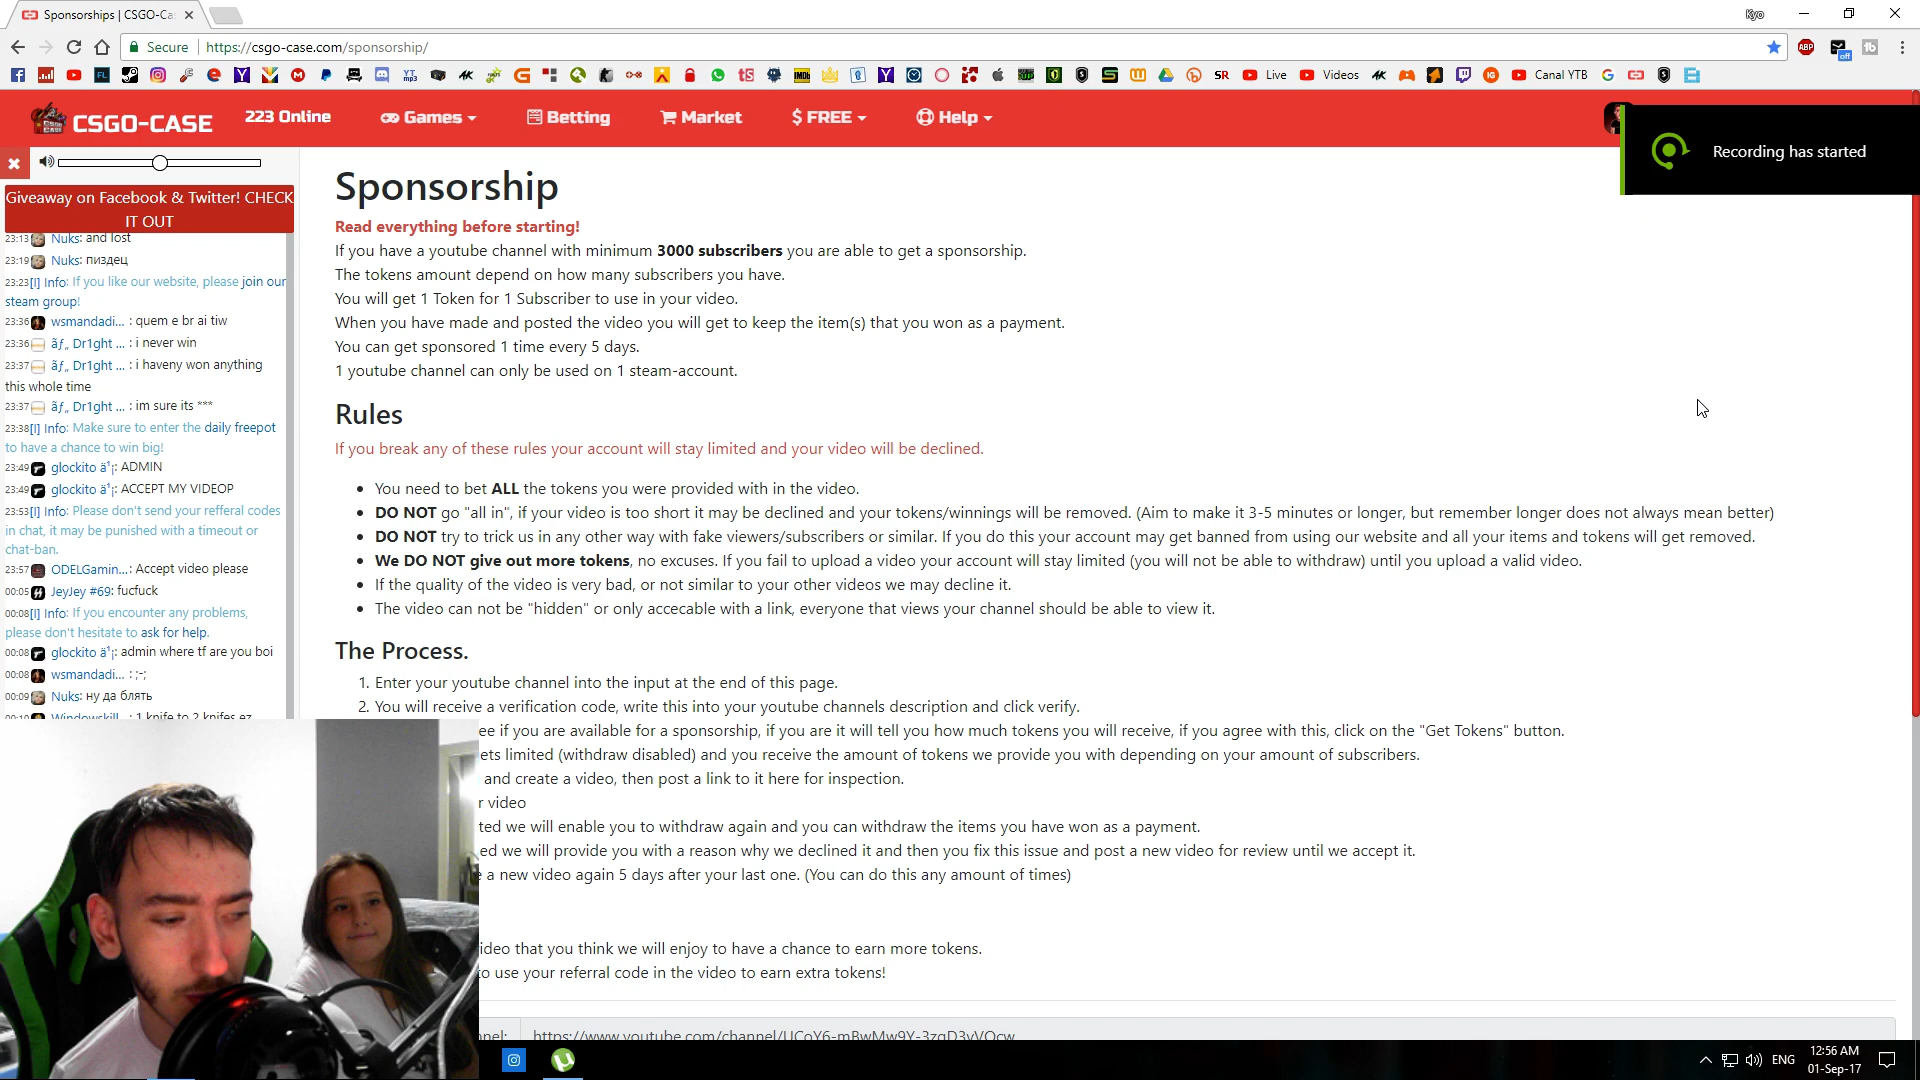 Sponsorships | CSGO-Ca
Kyo
Secure
https://csgo-case.com/sponsorship/
Live
Videos
Canal YTB
CSGO-CASE
223 Online
Games
Betting
Market
$ FREE
Help
Recording has started
Giveaway on Facebook & Twitter! CHECK
IT OUT
23:13 Nuks: and lost
23:19 Nuks: пиздец
23:23[I] Info: If you like our website, please join our
steam group!
23:36 wsmandadi... : quem e br ai tiw
23:36 ãƒ„ Dr1ght ... : i never win
23:37 ãƒ„ Dr1ght ... : i haveny won anything
this whole time
23:37 ãƒ„ Dr1ght ... : im sure its ***
23:38[I] Info: Make sure to enter the daily freepot
to have a chance to win big!
23:49 glockito ä¹¡: ADMIN
23:49 glockito ä¹¡: ACCEPT MY VIDEOP
23:53[I] Info: Please don't send your refferal codes
in chat, it may be punished with a timeout or
chat-ban.
23:57 ODELGamin...: Accept video please
00:05 JeyJey #69: fucfuck
00:08[I] Info: If you encounter any problems,
please don't hesitate to ask for help.
00:08 glockito ä¹¡: admin where tf are you boi
00:08 wsmandadi... : ;-;
00:09 Nuks: ну да блять
00:10 Windowskill... : 1 knife to 2 knifes ez
Sponsorship
Read everything before starting!
If you have a youtube channel with minimum 3000 subscribers you are able to get a sponsorship.
The tokens amount depend on how many subscribers you have.
You will get 1 Token for 1 Subscriber to use in your video.
When you have made and posted the video you will get to keep the item(s) that you won as a payment.
You can get sponsored 1 time every 5 days.
1 youtube channel can only be used on 1 steam-account.
Rules
If you break any of these rules your account will stay limited and your video will be declined.
You need to bet ALL the tokens you were provided with in the video.
DO NOT go "all in", if your video is too short it may be declined and your tokens/winnings will be removed. (Aim to make it 3-5 minutes or longer, but remember longer does not always mean better)
DO NOT try to trick us in any other way with fake viewers/subscribers or similar. If you do this your account may get banned from using our website and all your items and tokens will get removed.
We DO NOT give out more tokens, no excuses. If you fail to upload a video your account will stay limited (you will not be able to withdraw) until you upload a valid video.
If the quality of the video is very bad, or not similar to your other videos we may decline it.
The video can not be "hidden" or only accecable with a link, everyone that views your channel should be able to view it.
The Process.
1. Enter your youtube channel into the input at the end of this page.
2. You will receive a verification code, write this into your youtube channels description and click verify.
ee if you are available for a sponsorship, if you are it will tell you how much tokens you will receive, if you agree with this, click on the "Get Tokens" button.
ets limited (withdraw disabled) and you receive the amount of tokens we provide you with depending on your amount of subscribers.
and create a video, then post a link to it here for inspection.
r video
ted we will enable you to withdraw again and you can withdraw the items you have won as a payment.
ed we will provide you with a reason why we declined it and then you fix this issue and post a new video for review until we accept it.
a new video again 5 days after your last one. (You can do this any amount of times)
ideo that you think we will enjoy to have a chance to earn more tokens.
to use your referral code in the video to earn extra tokens!
nel:
ENG
12:56 AM
01-Sep-17